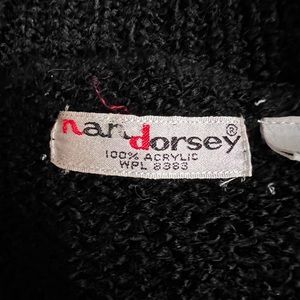 nan dorsey®
100% ACRYLIC
WPL 8383